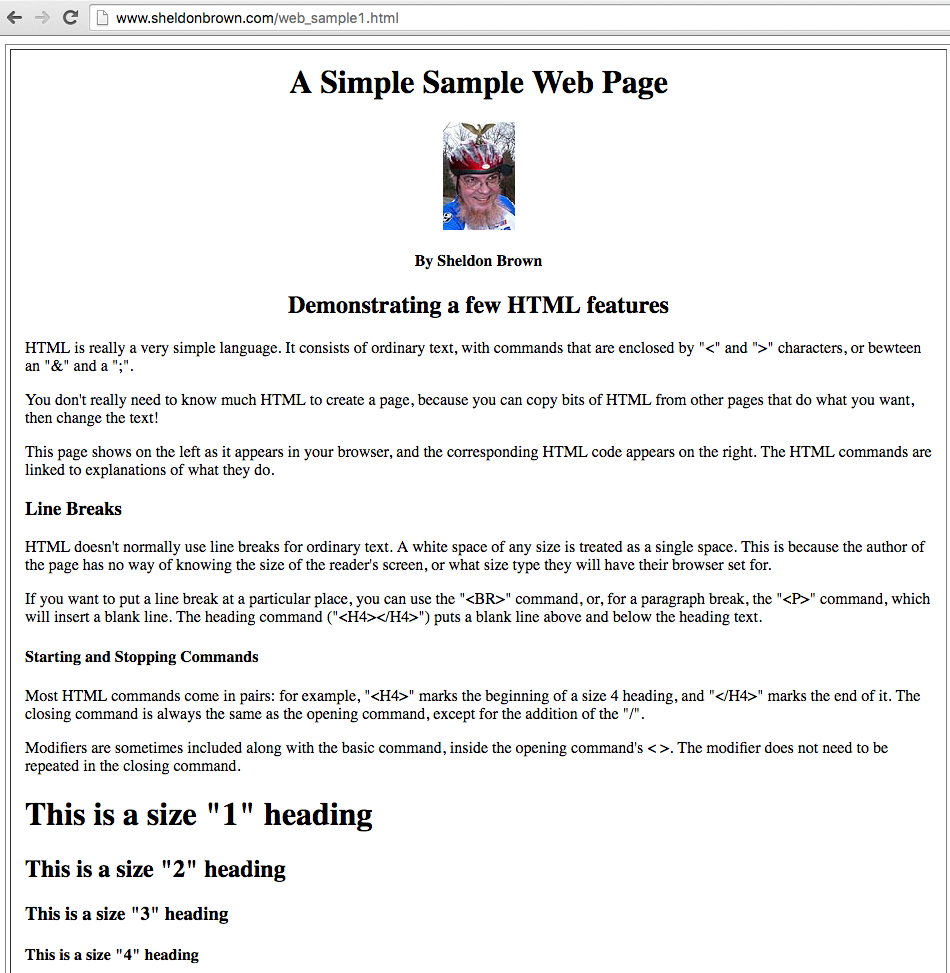 www.sheldonbrown.com/web_sample1.html
A Simple Sample Web Page
By Sheldon Brown
Demonstrating a few HTML features
HTML is really a very simple language. It consists of ordinary text, with commands that are enclosed by "<" and ">" characters, or bewteen
an "&" and a ";".
You don't really need to know much HTML to create a page, because you can copy bits of HTML from other pages that do what you want,
then change the text!
This page shows on the left as it appears in your browser, and the corresponding HTML code appears on the right. The HTML commands are
linked to explanations of what they do.
Line Breaks
HTML doesn't normally use line breaks for ordinary text. A white space of any size is treated as a single space. This is because the author of
the page has no way of knowing the size of the reader's screen, or what size type they will have their browser set for.
If you want to put a line break at a particular place, you can use the "<BR>" command, or, for a paragraph break, the "<P>" command, which
will insert a blank line. The heading command ("<H4></H4>") puts a blank line above and below the heading text.
Starting and Stopping Commands
Most HTML commands come in pairs: for example, "<H4>" marks the beginning of a size 4 heading, and "</H4>" marks the end of it. The
closing command is always the same as the opening command, except for the addition of the "/".
Modifiers are sometimes included along with the basic command, inside the opening command's < >. The modifier does not need to be
repeated in the closing command.
This is a size "1" heading
This is a size "2" heading
This is a size "3" heading
This is a size "4" heading